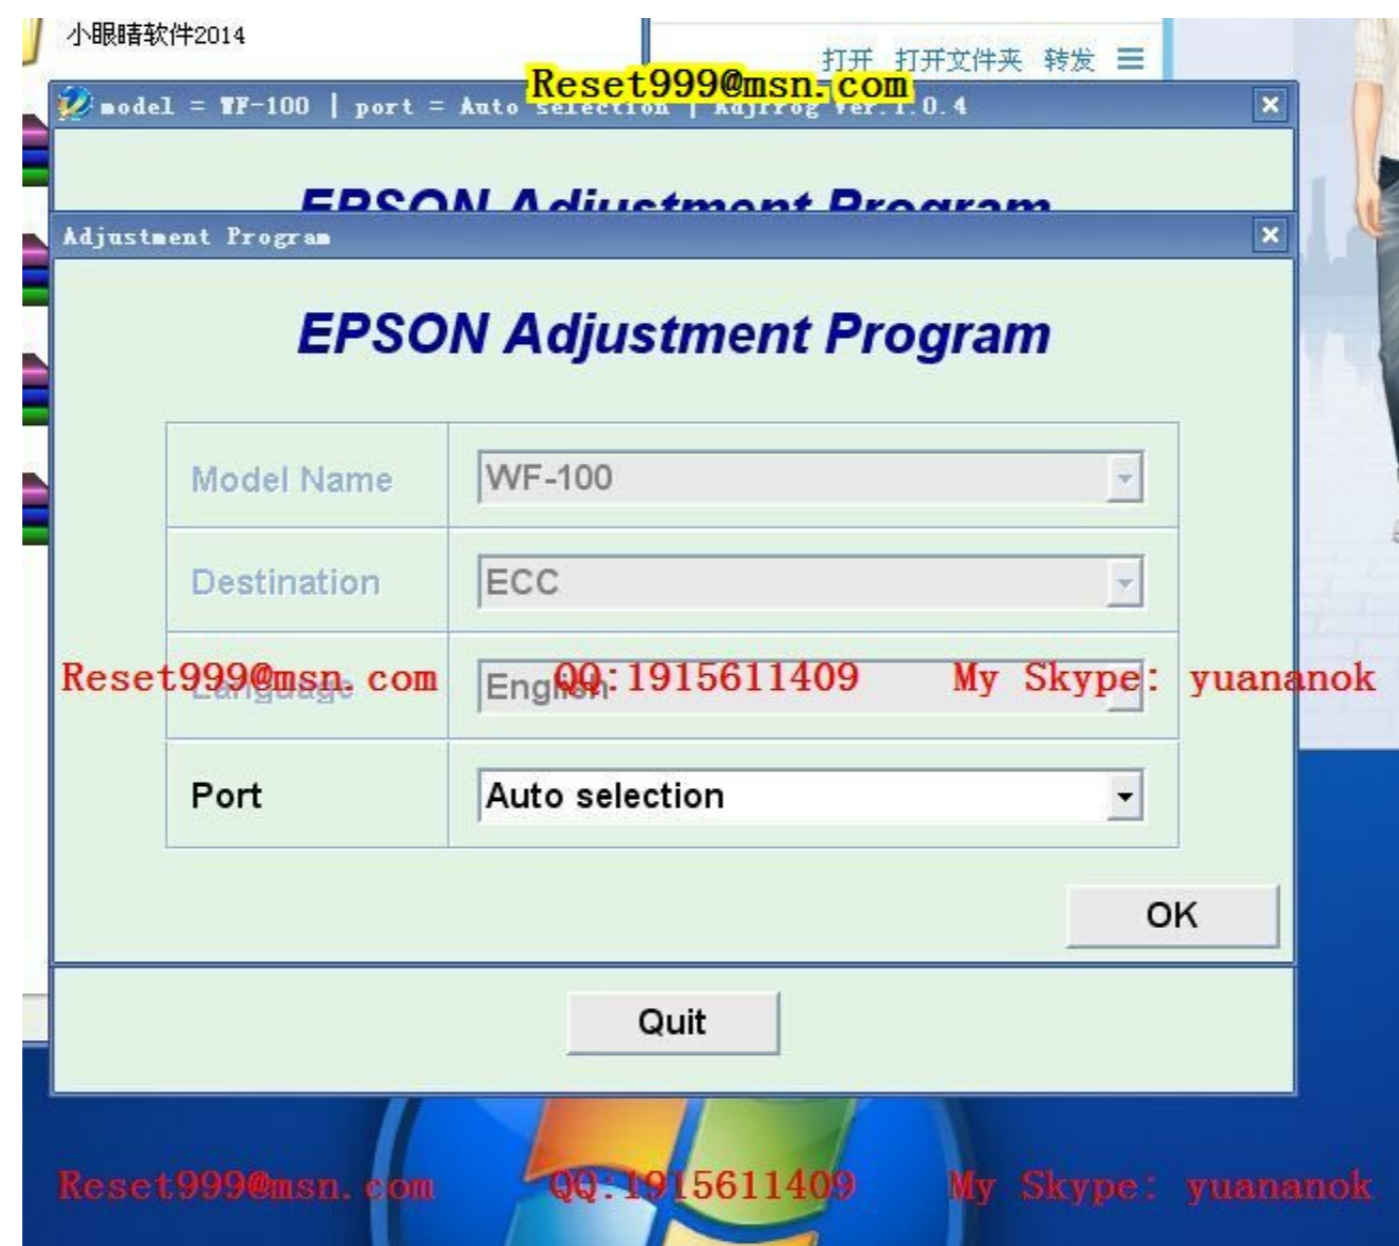 小眼睛软件2014
打开 打开文件夹 转发
Reset999@msn.com
model = WF-100 | port = Auto selection | AdjProg Ver.1.0.4
EPSON Adjustment Program
Adjustment Program
EPSON Adjustment Program
Model Name WF-100
Destination ECC
Language English
Reset999@msn.com QQ:1915611409 My Skype: yuananok
Port Auto selection
OK
Quit
Reset999@msn.com QQ:1915611409 My Skype: yuananok